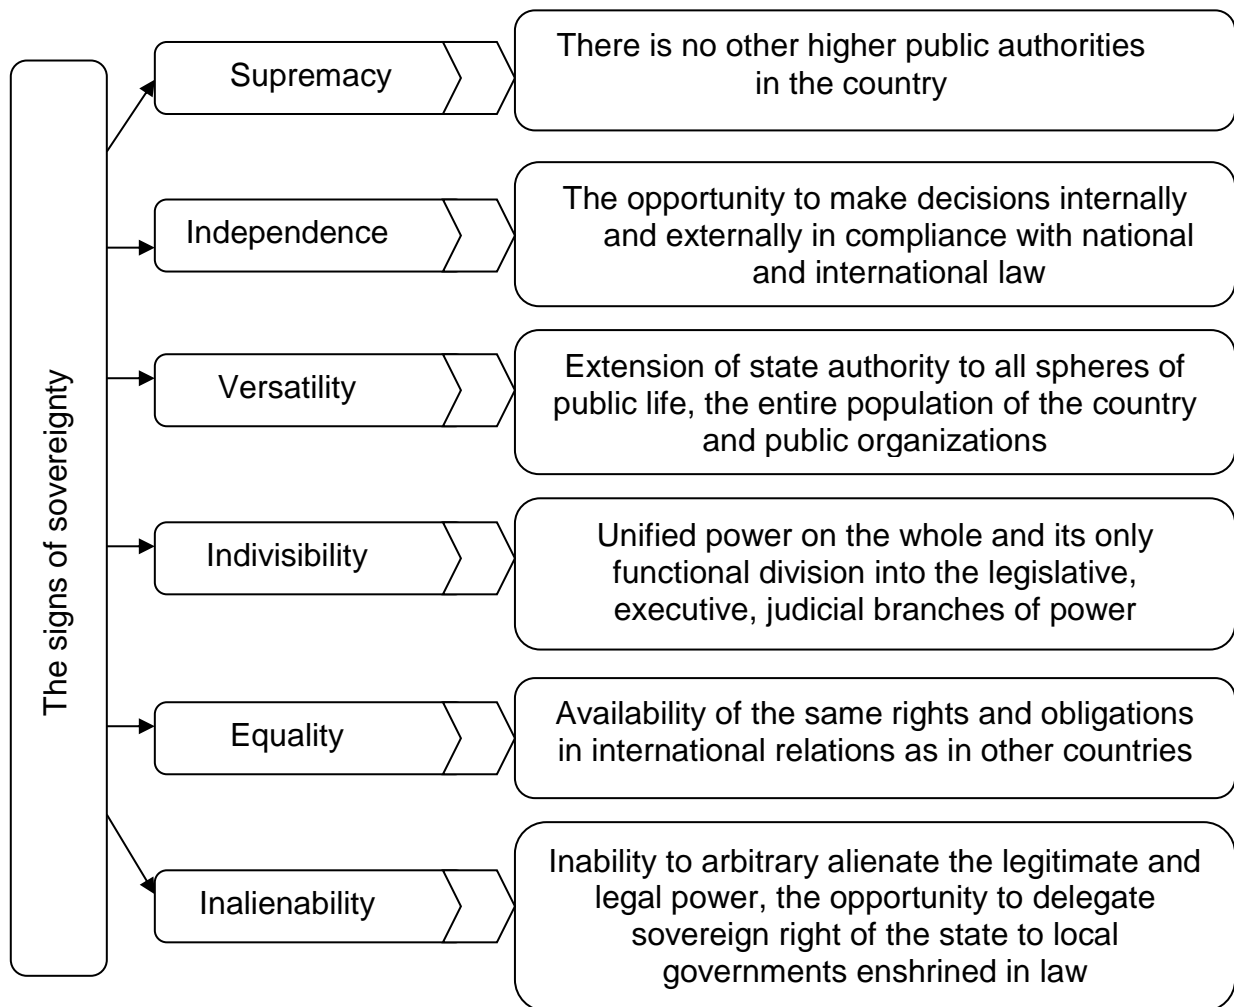 The signs of sovereignty
Supremacy
There is no other higher public authorities
in the country
Independence
The opportunity to make decisions internally
and externally in compliance with national
and international law
Versatility
Extension of state authority to all spheres of
public life, the entire population of the country
and public organizations
Indivisibility
Unified power on the whole and its only
functional division into the legislative,
executive, judicial branches of power
Equality
Availability of the same rights and obligations
in international relations as in other countries
Inalienability
Inability to arbitrary alienate the legitimate and
legal power, the opportunity to delegate
sovereign right of the state to local
governments enshrined in law